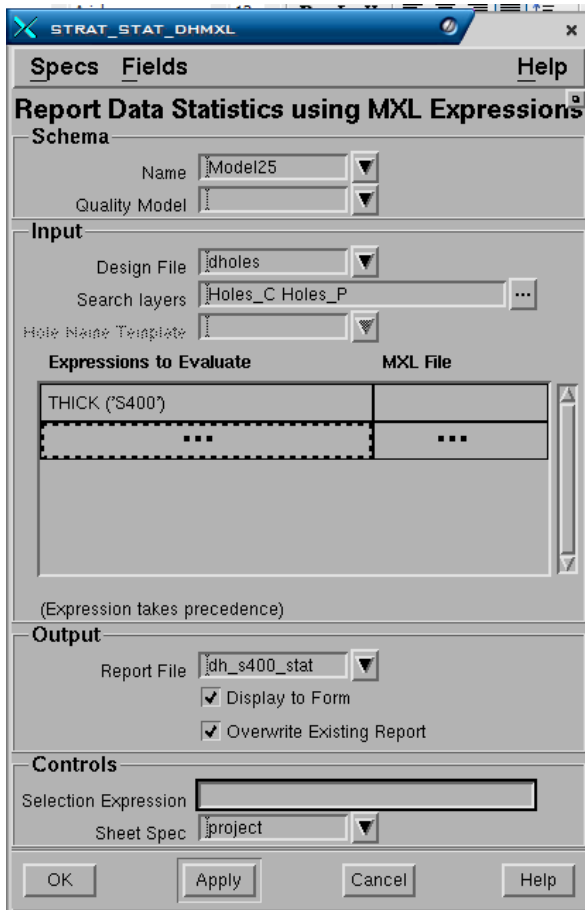 STRAT_STAT_DHMXL
Specs Fields Help
Report Data Statistics using MXL Expressions
Schema
Name Model25
Quality Model
Input
Design File dholes
Search layers Holes_C Holes_P ...
Hole Name Template
Expressions to Evaluate MXL File
THICK ('S400')
... ...
(Expression takes precedence)
Output
Report File dh_s400_stat
Display to Form
Overwrite Existing Report
Controls
Selection Expression
Sheet Spec project
OK Apply Cancel Help